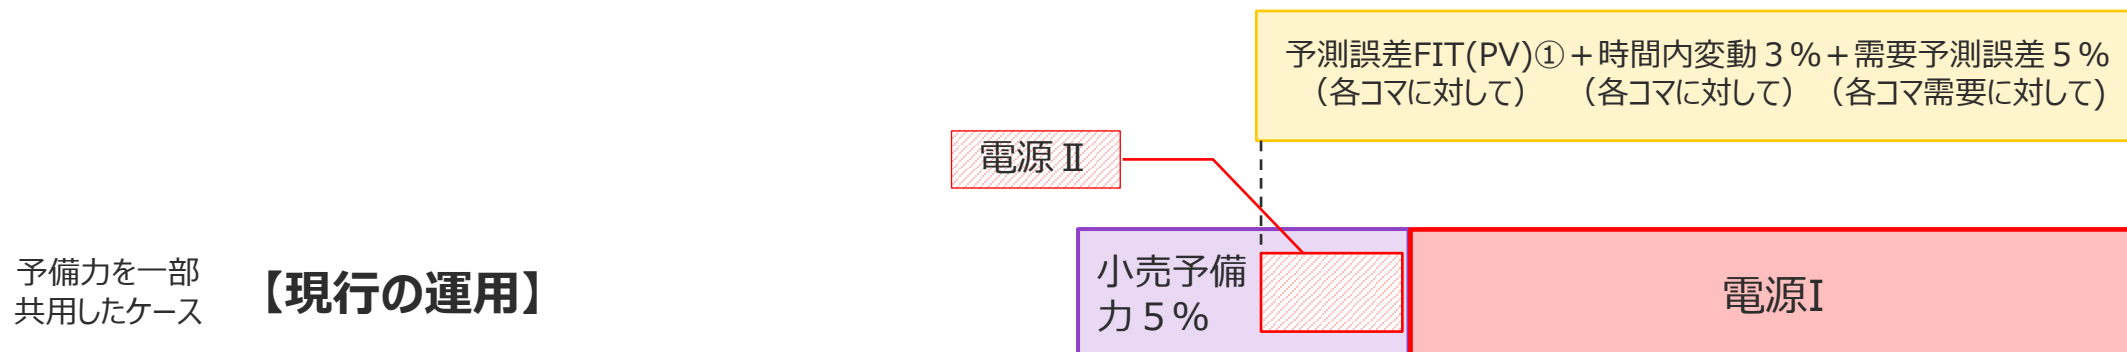 予測誤差FIT(PV)①+時間内変動3%+需要予測誤差5%
(各コマに対して) (各コマに対して) (各コマ需要に対して)
電源Ⅱ
予備力を一部
共用したケース
【現行の運用】
小売予備
力5%
電源I